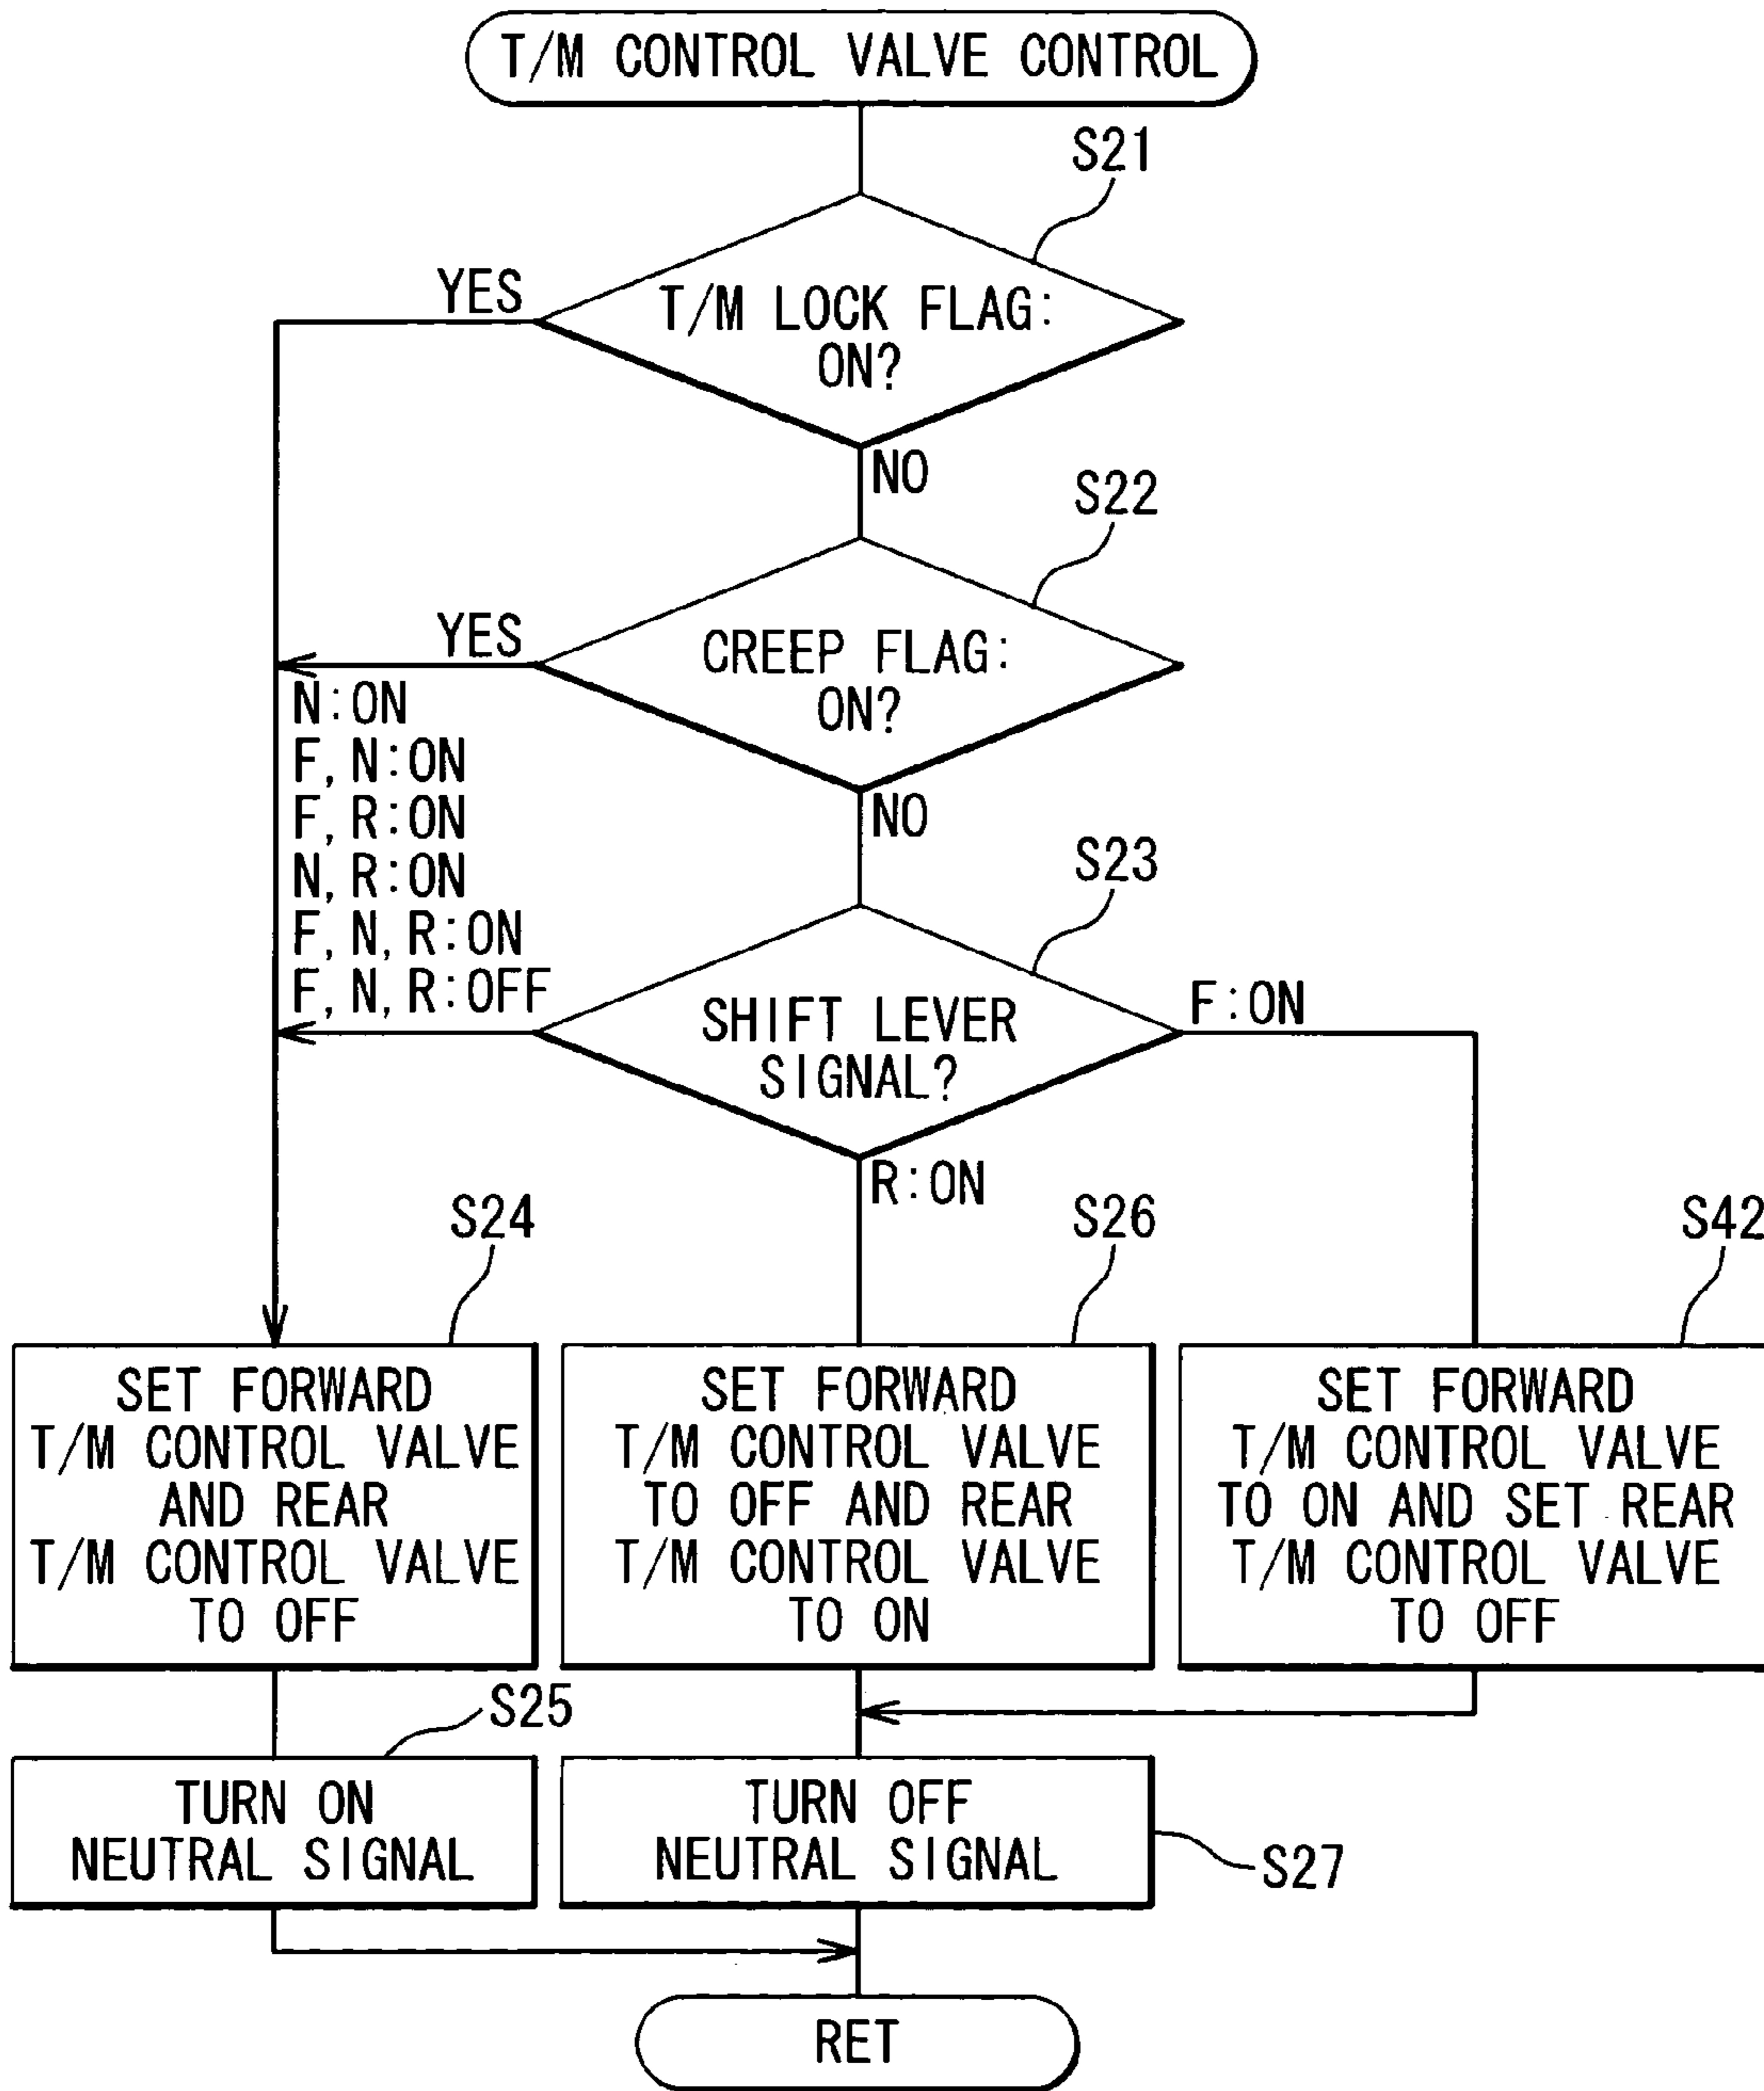 T/M CONTROL VALVE CONTROL
S21
YES
T/M LOCK FLAG:
ON?
NO
S22
YES
CREEP FLAG:
ON?
NO
N:ON
F,N:ON
F,R:ON
N,R:ON
F,N,R:ON
F,N,R:OFF
S23
SHIFT LEVER
SIGNAL?
F:ON
R:ON
S24
SET FORWARD
T/M CONTROL VALVE
AND REAR
T/M CONTROL VALVE
TO OFF
S26
SET FORWARD
T/M CONTROL VALVE
TO OFF AND REAR
T/M CONTROL VALVE
TO ON
S42
SET FORWARD
T/M CONTROL VALVE
TO ON AND SET REAR
T/M CONTROL VALVE
TO OFF
S25
TURN ON
NEUTRAL SIGNAL
TURN OFF
NEUTRAL SIGNAL
S27
RET